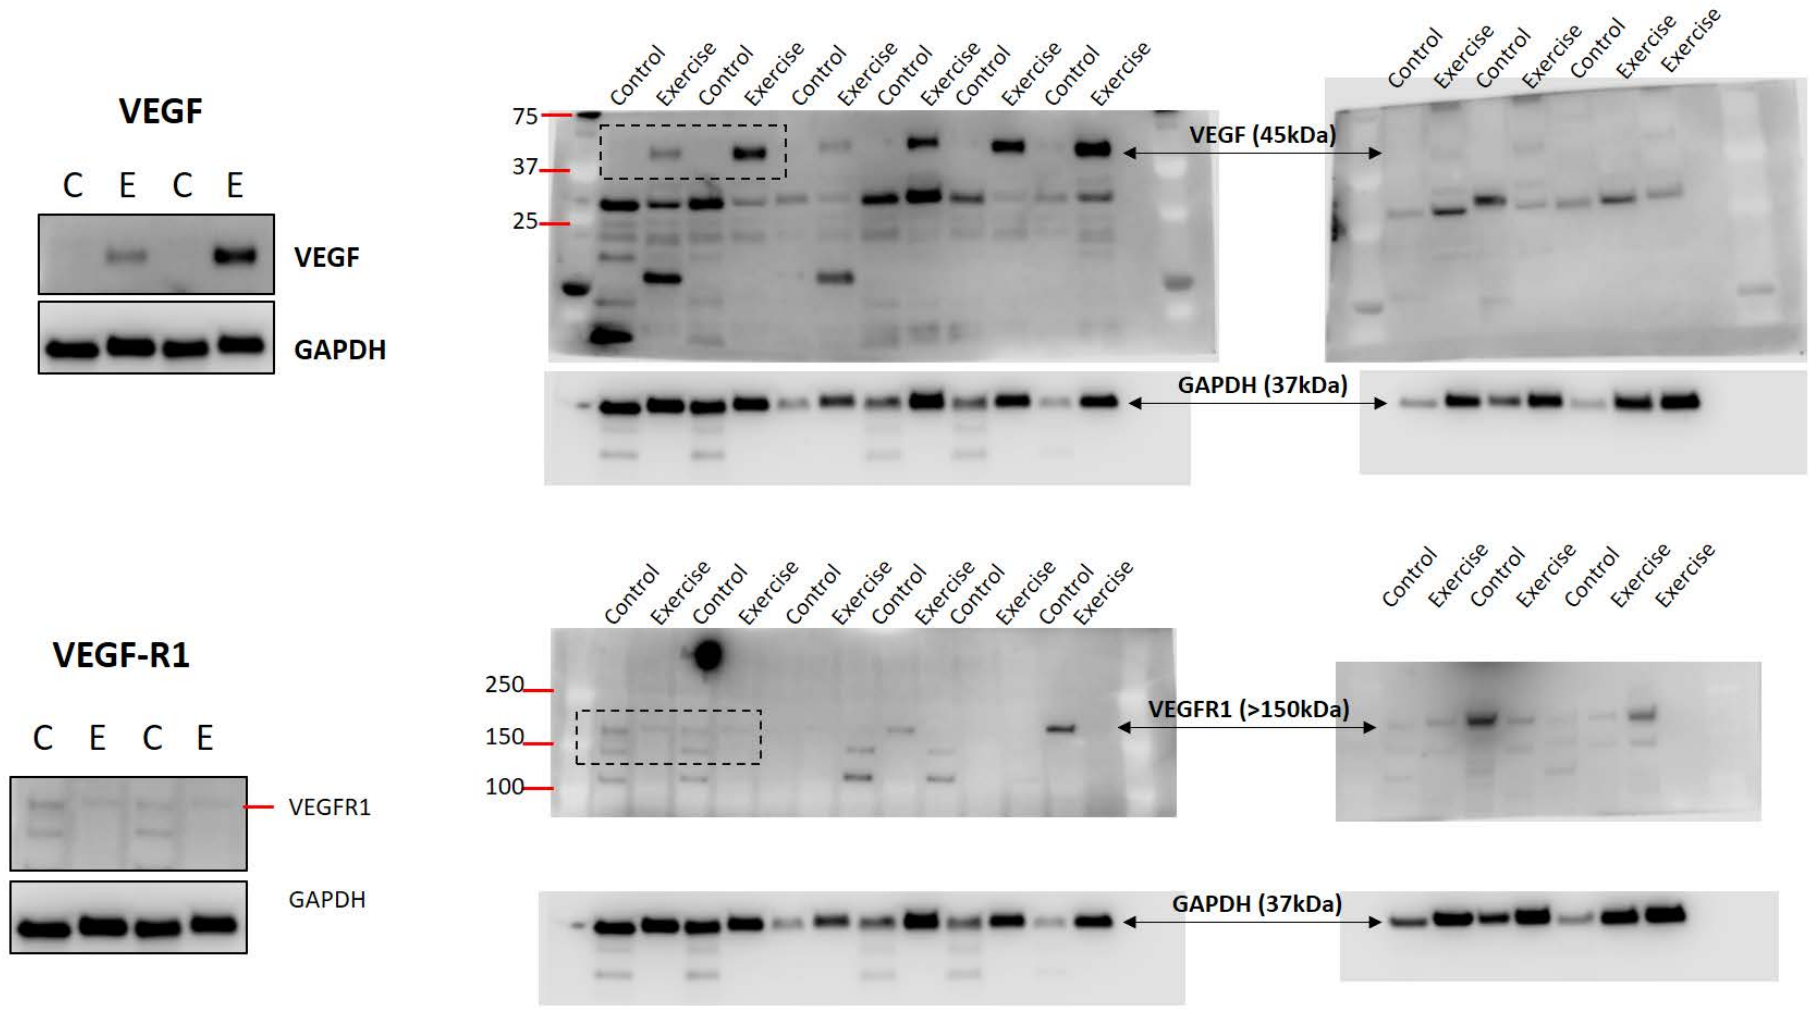 VEGF
C E C E
VEGF
GAPDH
Control Exercise Control Exercise Control Exercise Control Exercise Control Exercise Control Exercise
75
37
25
VEGF (45kDa)
Control Exercise Control Exercise Control Exercise Exercise
GAPDH (37kDa)
VEGF-R1
C E C E
VEGFR1
GAPDH
Control Exercise Control Exercise Control Exercise Control Exercise Control Exercise Control Exercise
250
150
100
VEGFR1 (>150kDa)
Control Exercise Control Exercise Control Exercise Exercise
GAPDH (37kDa)